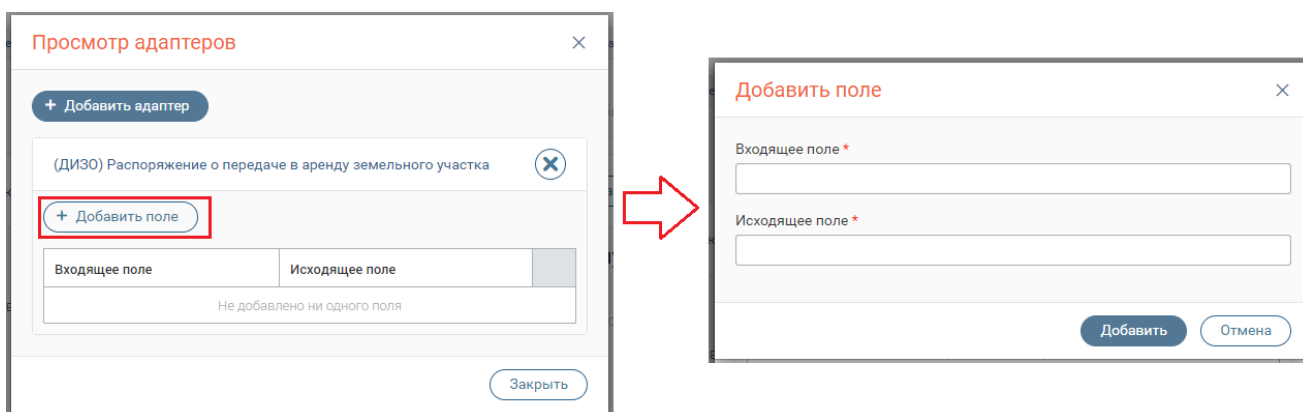 Просмотр адаптеров
+ Добавить адаптер
(ДИЗО) Распоряжение о передаче в аренду земельного участка
+ Добавить поле
Входящее поле Исходящее поле
Не добавлено ни одного поля
Закрыть
Добавить поле
Входящее поле *
Исходящее поле *
Добавить Отмена